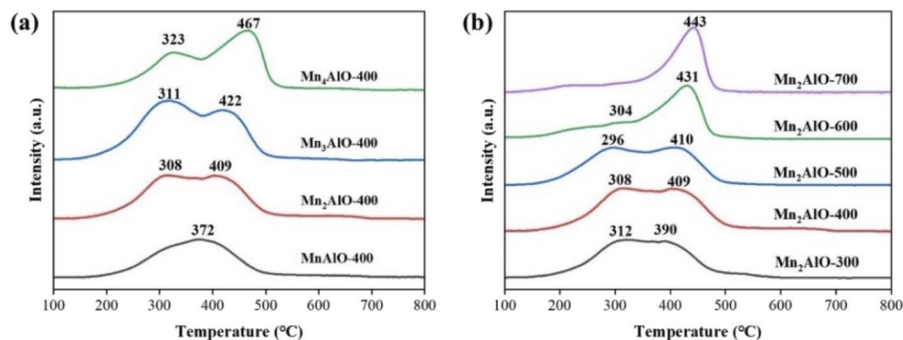 (a)
Intensity (a.u.)
323
467
Mn₄AlO-400
311
422
Mn₃AlO-400
308
409
Mn₂AlO-400
372
MnAlO-400
100 200 300 400 500 600 700 800
Temperature (°C)
(b)
Intensity (a.u.)
443
Mn₂AlO-700
431
304
Mn₂AlO-600
296
410
Mn₂AlO-500
308
409
Mn₂AlO-400
312
390
Mn₂AlO-300
100 200 300 400 500 600 700 800
Temperature (°C)